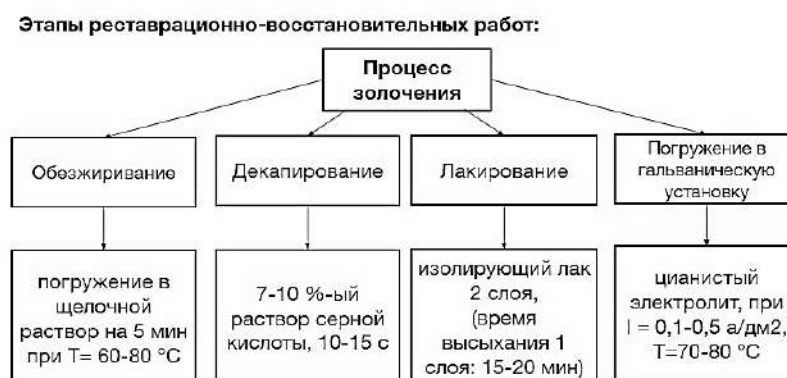 Этапы реставрационно-восстановительных работ:
Процесс
золочения
Обезжиривание
Декапирование
Лакирование
Погружение в
гальваническую
установку
погружение в
щелочной
раствор на 5 мин
при Т= 60-80 °С
7-10 %-ый
раствор серной
кислоты, 10-15 с
изолирующий лак
2 слоя,
(время
высыхания 1
слоя: 15-20 мин)
цианистый
электролит, при
I = 0,1-0,5 а/дм2,
Т=70-80 °С